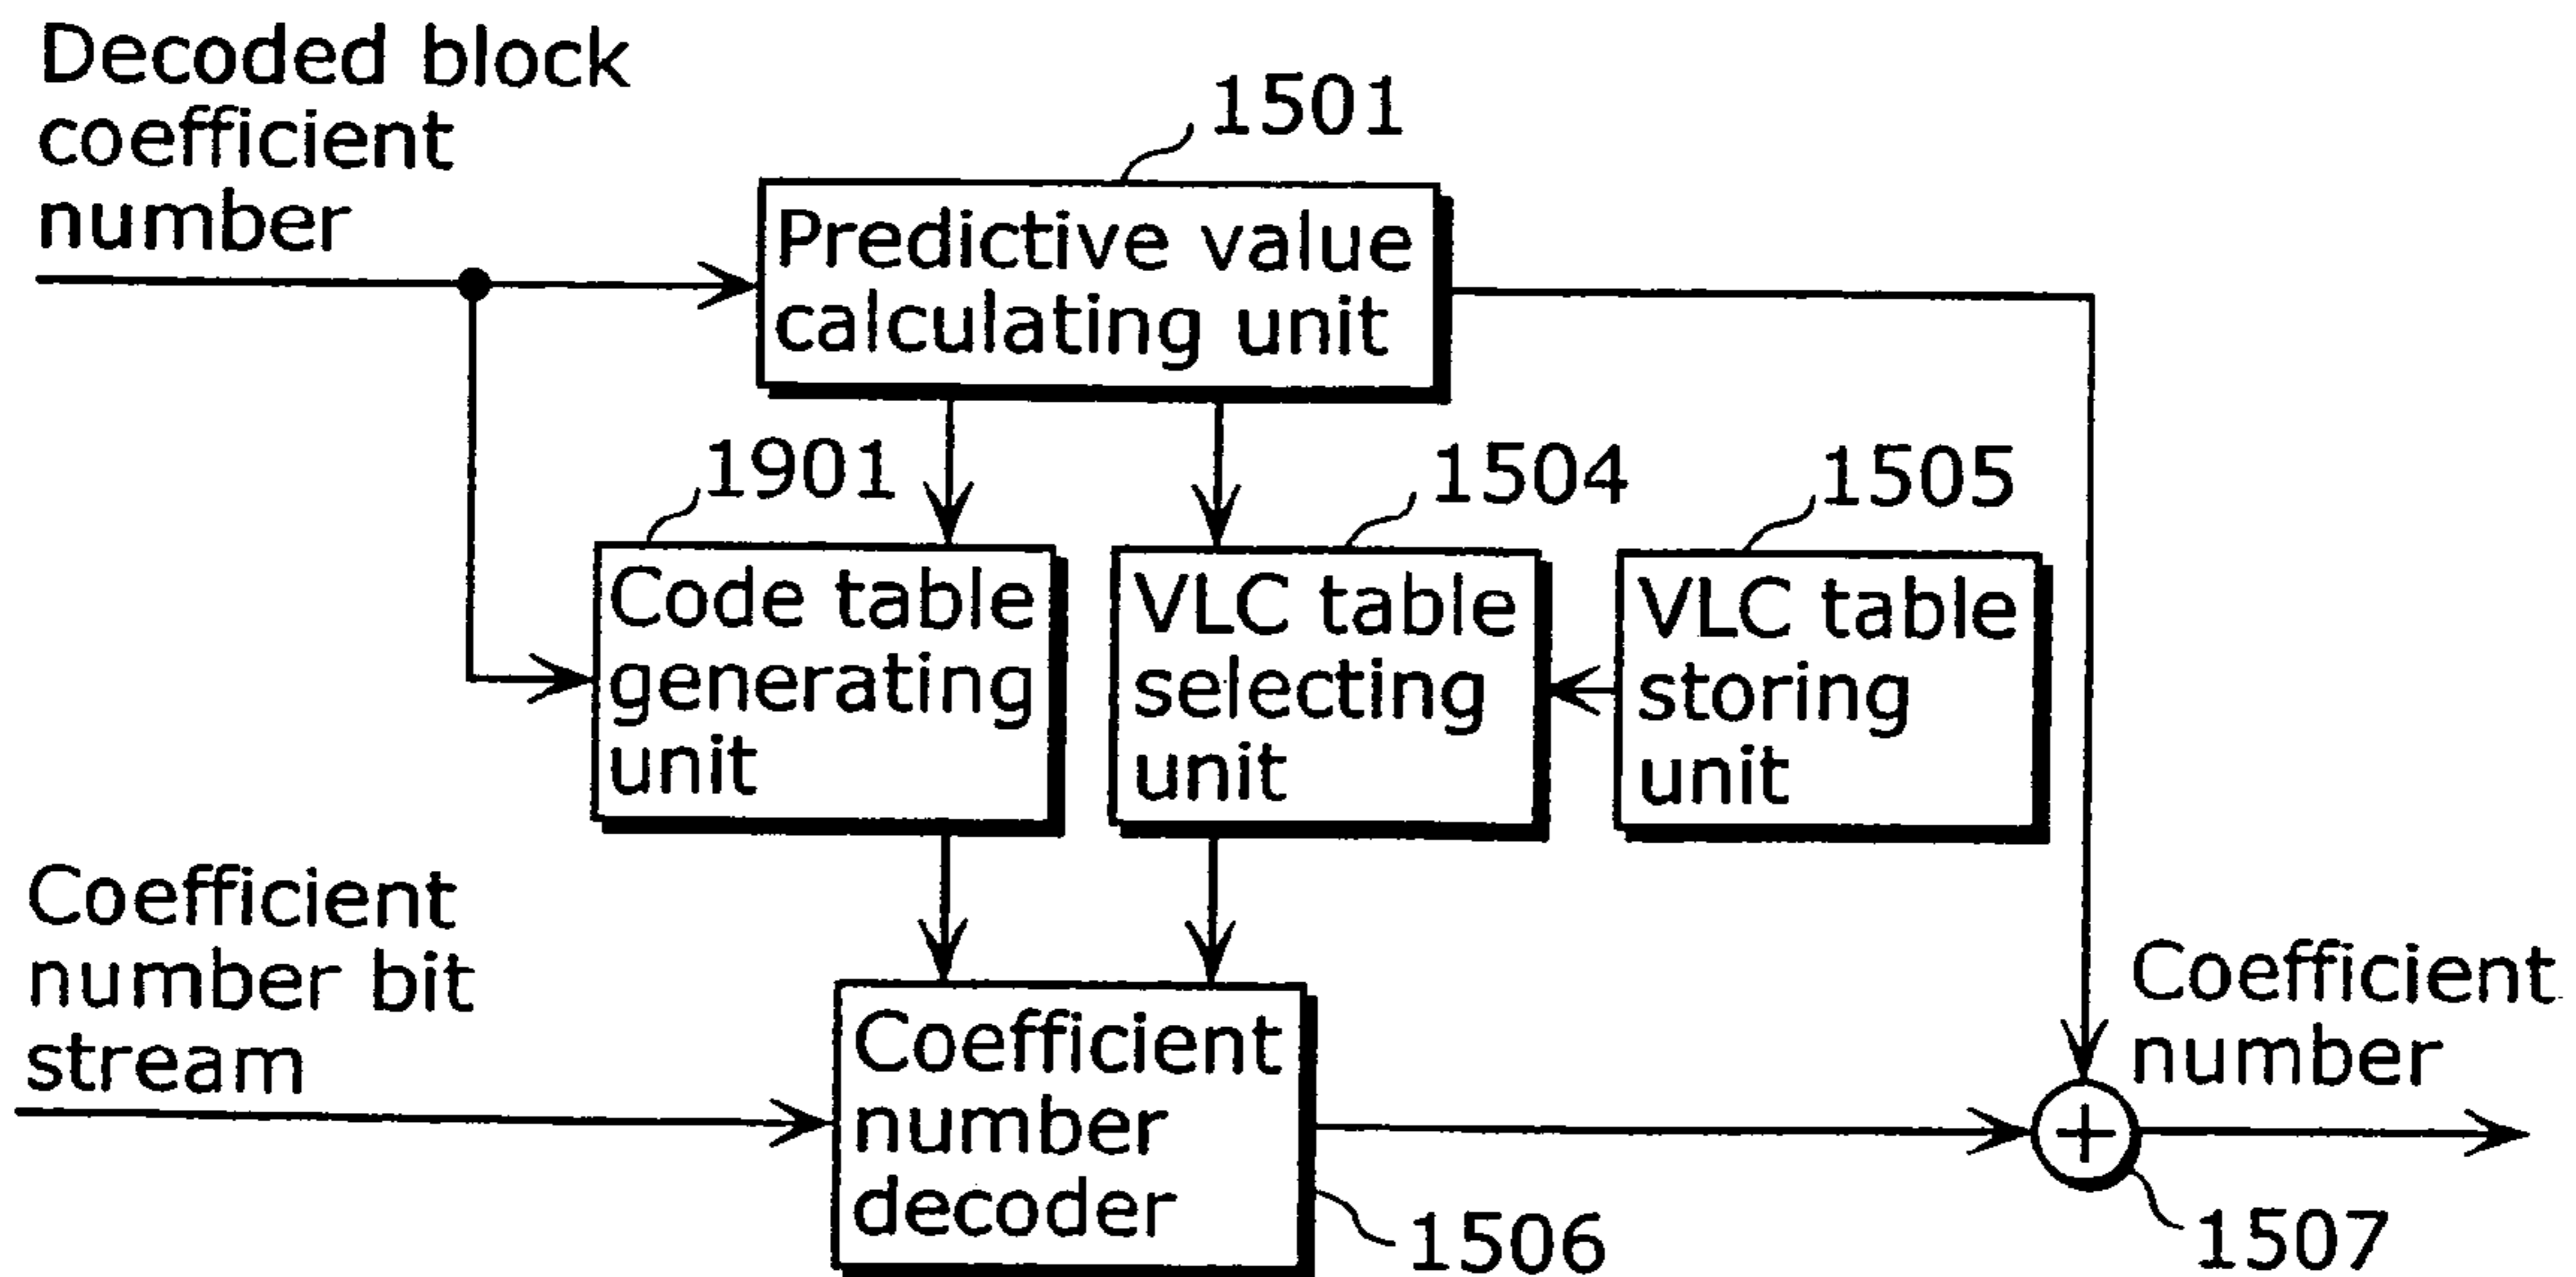 Decoded block
coefficient
number
1501
Predictive value
calculating unit
1901
1504
1505
Code table
generating
unit
VLC table
selecting
unit
VLC table
storing
unit
Coefficient
number bit
stream
Coefficient
number
decoder
Coefficient
number
+
1506
1507